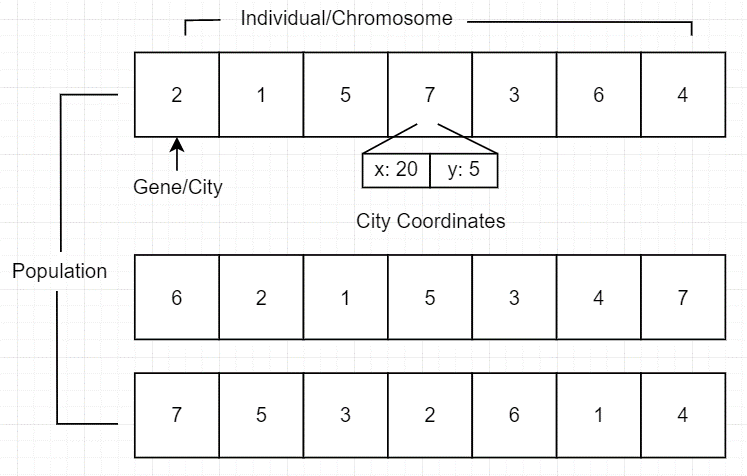 Individual/Chromosome
2 1 5 7 3 6 4
x: 20 y: 5
Gene/City
City Coordinates
Population
6 2 1 5 3 4 7
7 5 3 2 6 1 4